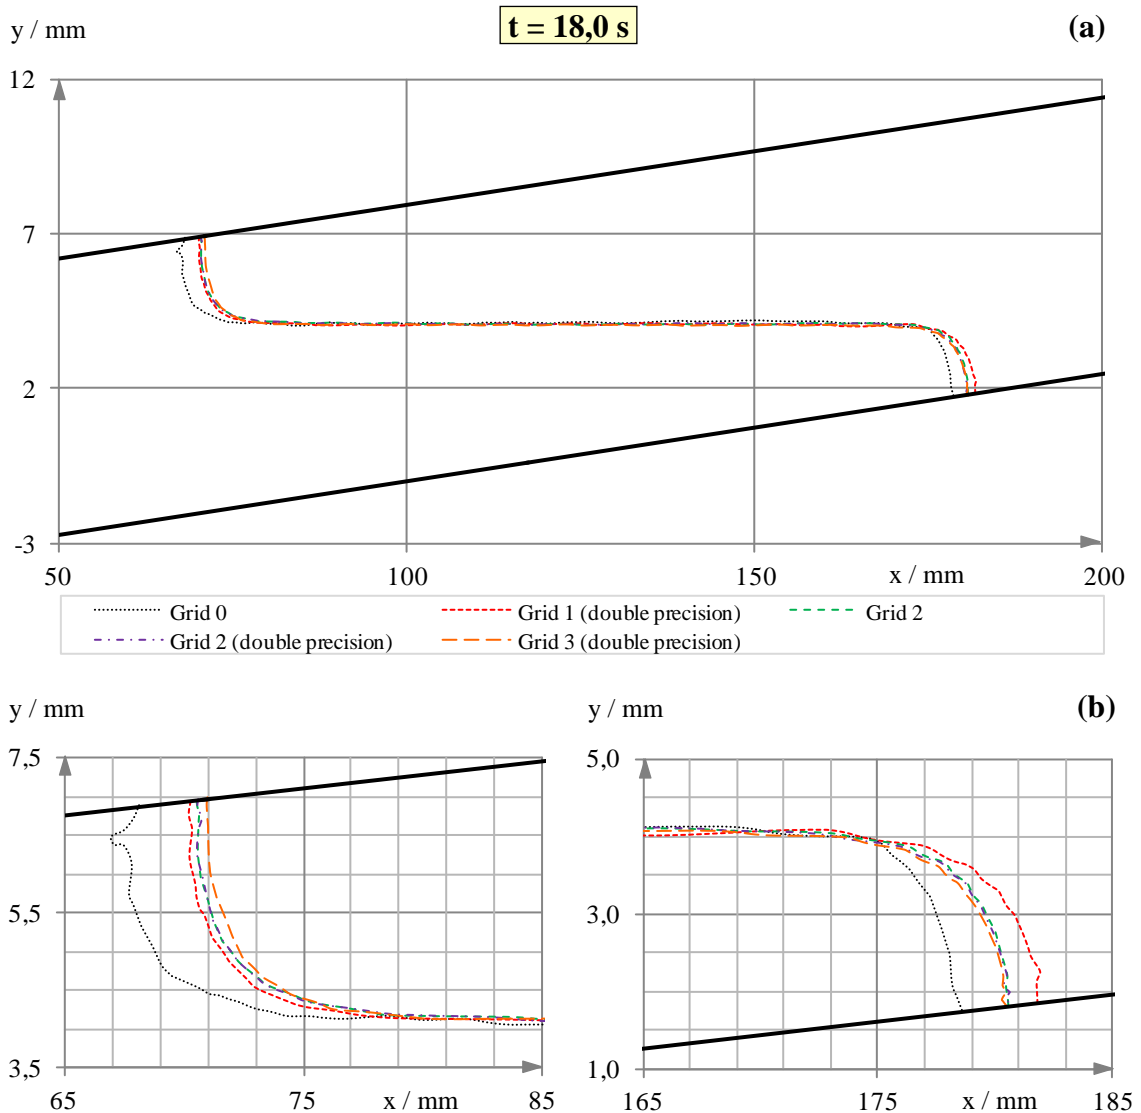 t = 18,0 s
y / mm
(a)
12
7
2
-3
50 100 150 x / mm 200
Grid 0 Grid 1 (double precision) Grid 2
Grid 2 (double precision) Grid 3 (double precision)
y / mm
7,5
5,5
3,5
65 75 x / mm 85
y / mm
(b)
5,0
3,0
1,0
165 175 x / mm 185